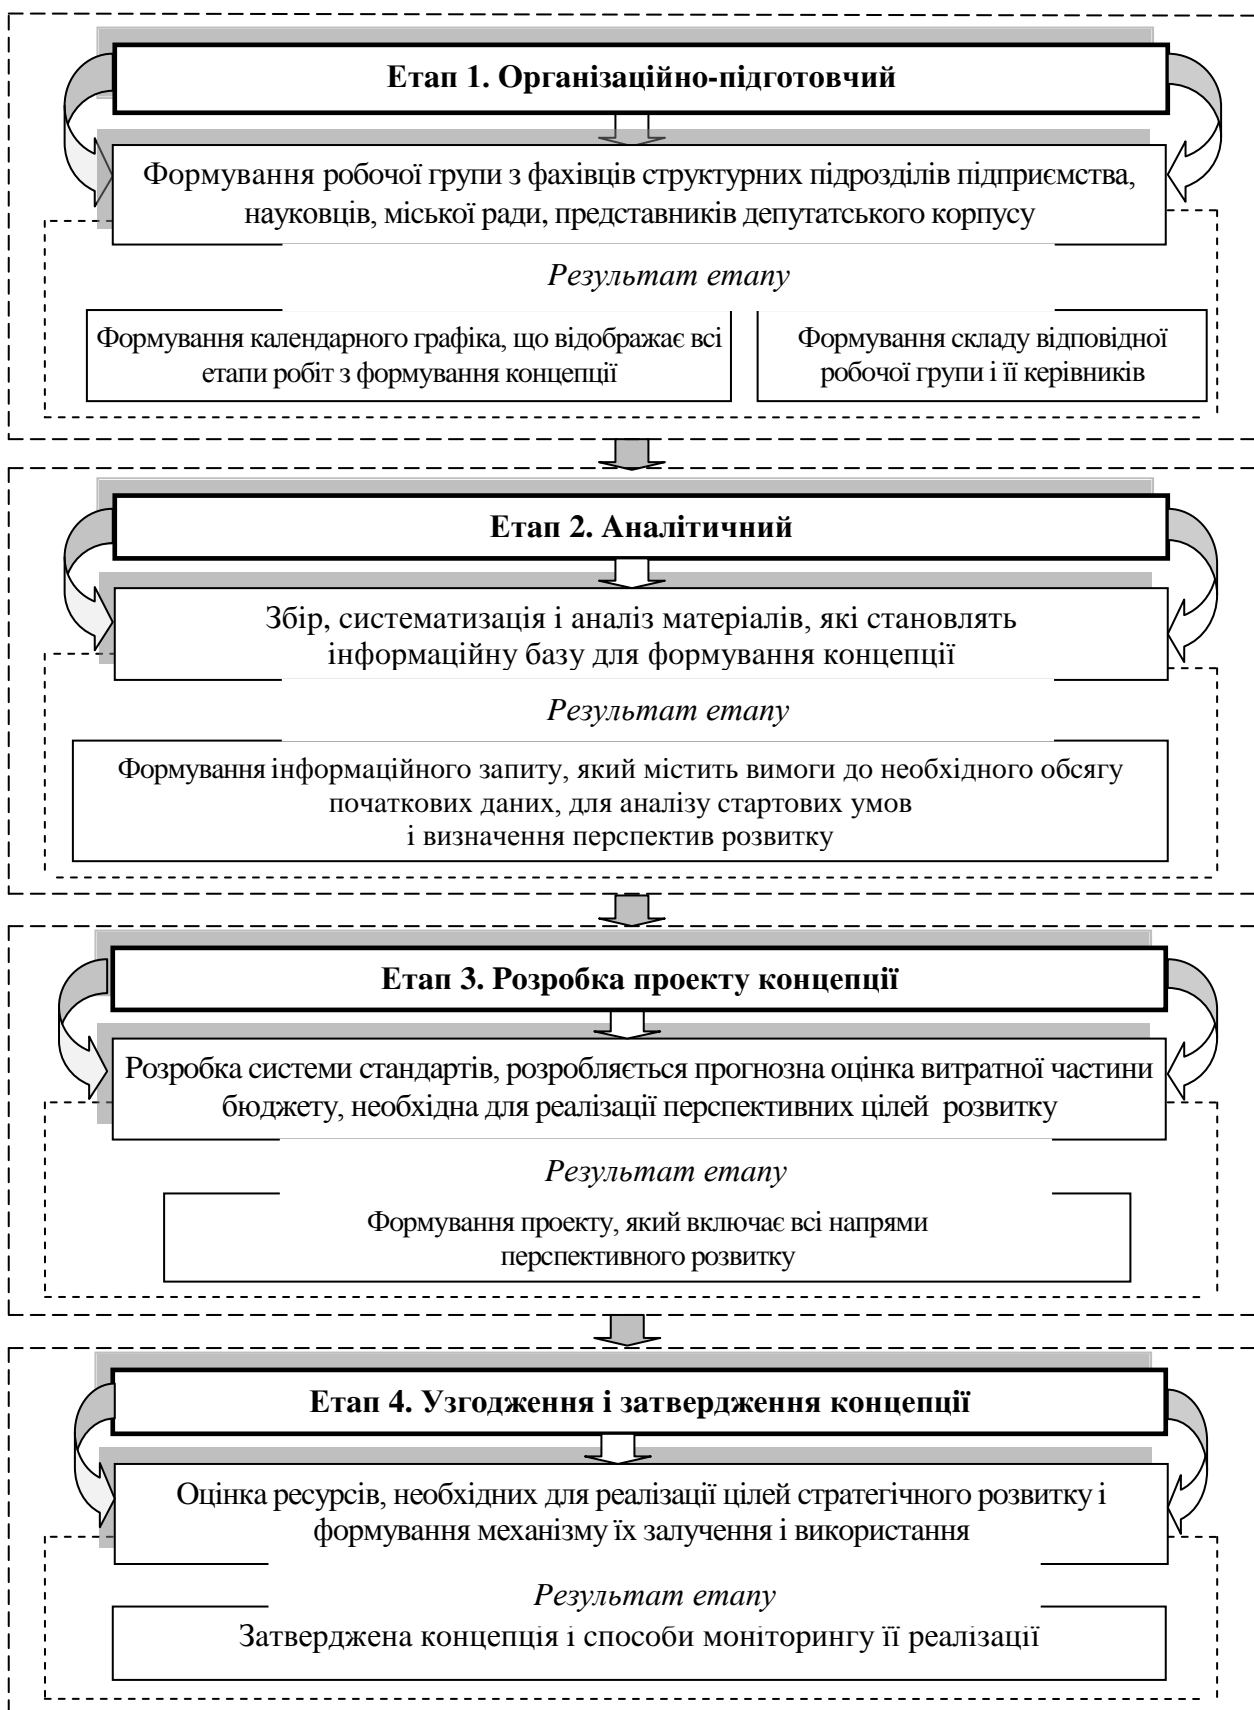 Етап 1. Організаційно-підготовчий
Формування робочої групи з фахівців структурних підрозділів підприємства,
науковців, міської ради, представників депутатського корпусу
Результат етапу
Формування календарного графіка, що відображає всі
етапи робіт з формування концепції
Формування складу відповідної
робочої групи і її керівників
Етап 2. Аналітичний
Збір, систематизація і аналіз матеріалів, які становлять
інформаційну базу для формування концепції
Результат етапу
Формування інформаційного запиту, який містить вимоги до необхідного обсягу
початкових даних, для аналізу стартових умов
і визначення перспектив розвитку
Етап 3. Розробка проекту концепції
Розробка системи стандартів, розробляється прогнозна оцінка витратної частини
бюджету, необхідна для реалізації перспективних цілей розвитку
Результат етапу
Формування проекту, який включає всі напрями
перспективного розвитку
Етап 4. Узгодження і затвердження концепції
Оцінка ресурсів, необхідних для реалізації цілей стратегічного розвитку і
формування механізму їх залучення і використання
Результат етапу
Затверджена концепція і способи моніторингу її реалізації